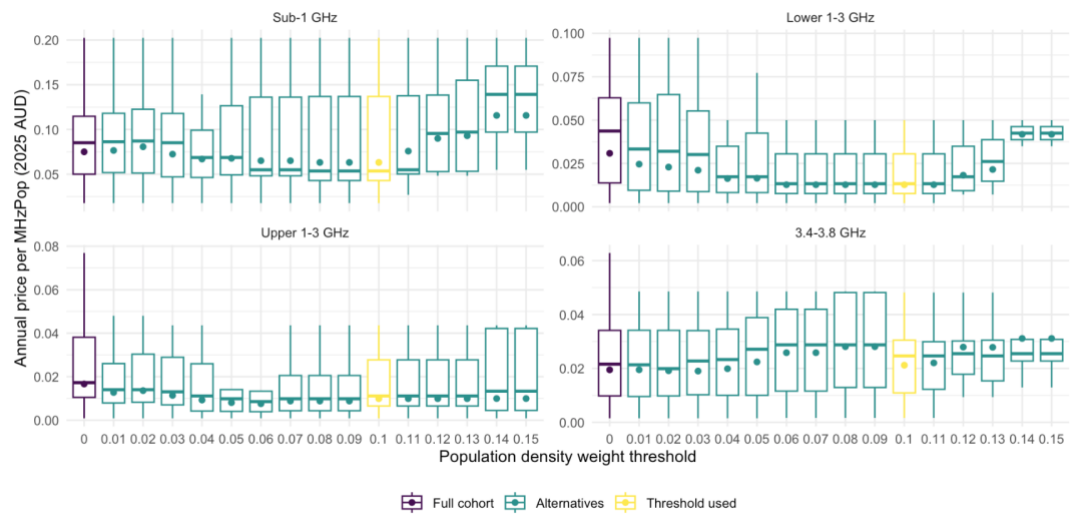 Sub-1 GHz
Lower 1-3 GHz
0.20
0.15
0.10
0.05
0.100
0.075
0.050
0.025
0.000
Annual price per MHzPop (2025 AUD)
Upper 1-3 GHz
3.4-3.8 GHz
0.08
0.06
0.04
0.02
0.00
0.06
0.04
0.02
0.00
0 0.01 0.02 0.03 0.04 0.05 0.06 0.07 0.08 0.09 0.1 0.11 0.12 0.13 0.14 0.15
0 0.01 0.02 0.03 0.04 0.05 0.06 0.07 0.08 0.09 0.1 0.11 0.12 0.13 0.14 0.15
Population density weight threshold
Full cohort Alternatives Threshold used